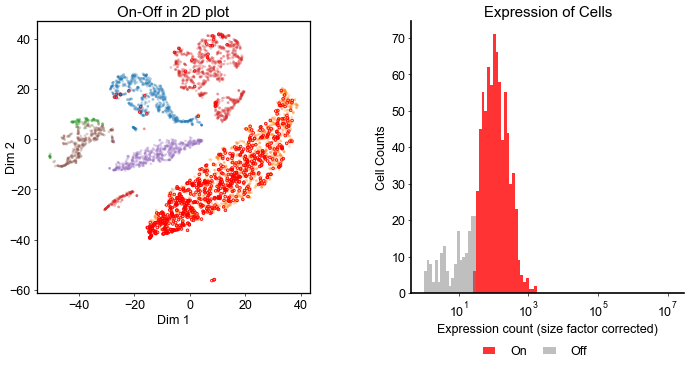 On-Off in 2D plot
40
20
0
−20
−40
−60
Dim 2
−40
−20
0
20
40
Dim 1
Expression of Cells
70
60
50
40
30
20
10
0
Cell Counts
10^1
10^3
10^5
10^7
Expression count (size factor corrected)
On
Off